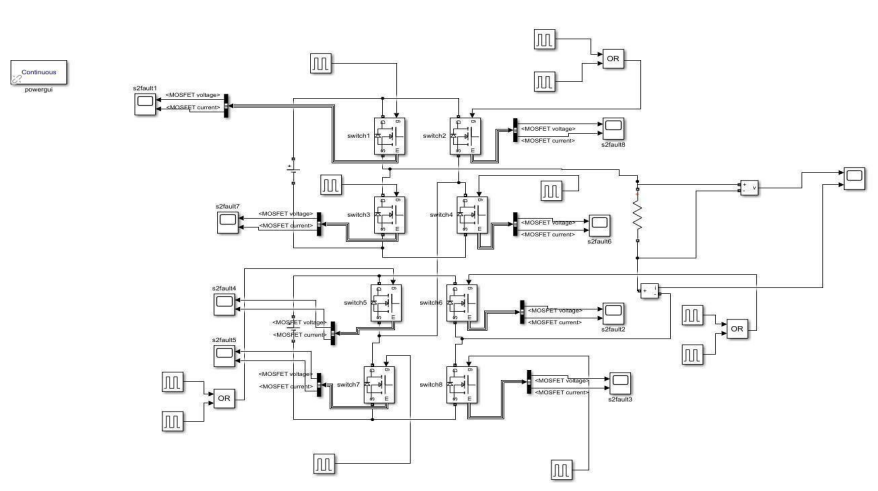 Continuous
powergui
s2fault1
<MOSFET voltage>
<MOSFET current>
switch1
switch2
<MOSFET voltage>
<MOSFET current>
s2fault8
OR
s2fault7
<MOSFET voltage>
<MOSFET current>
switch3
switch4
<MOSFET voltage>
<MOSFET current>
s2fault6
s2fault4
<MOSFET voltage>
<MOSFET current>
switch5
switch6
<MOSFET voltage>
<MOSFET current>
s2fault2
OR
s2fault5
<MOSFET voltage>
<MOSFET current>
switch7
switch8
<MOSFET voltage>
<MOSFET current>
s2fault3
OR